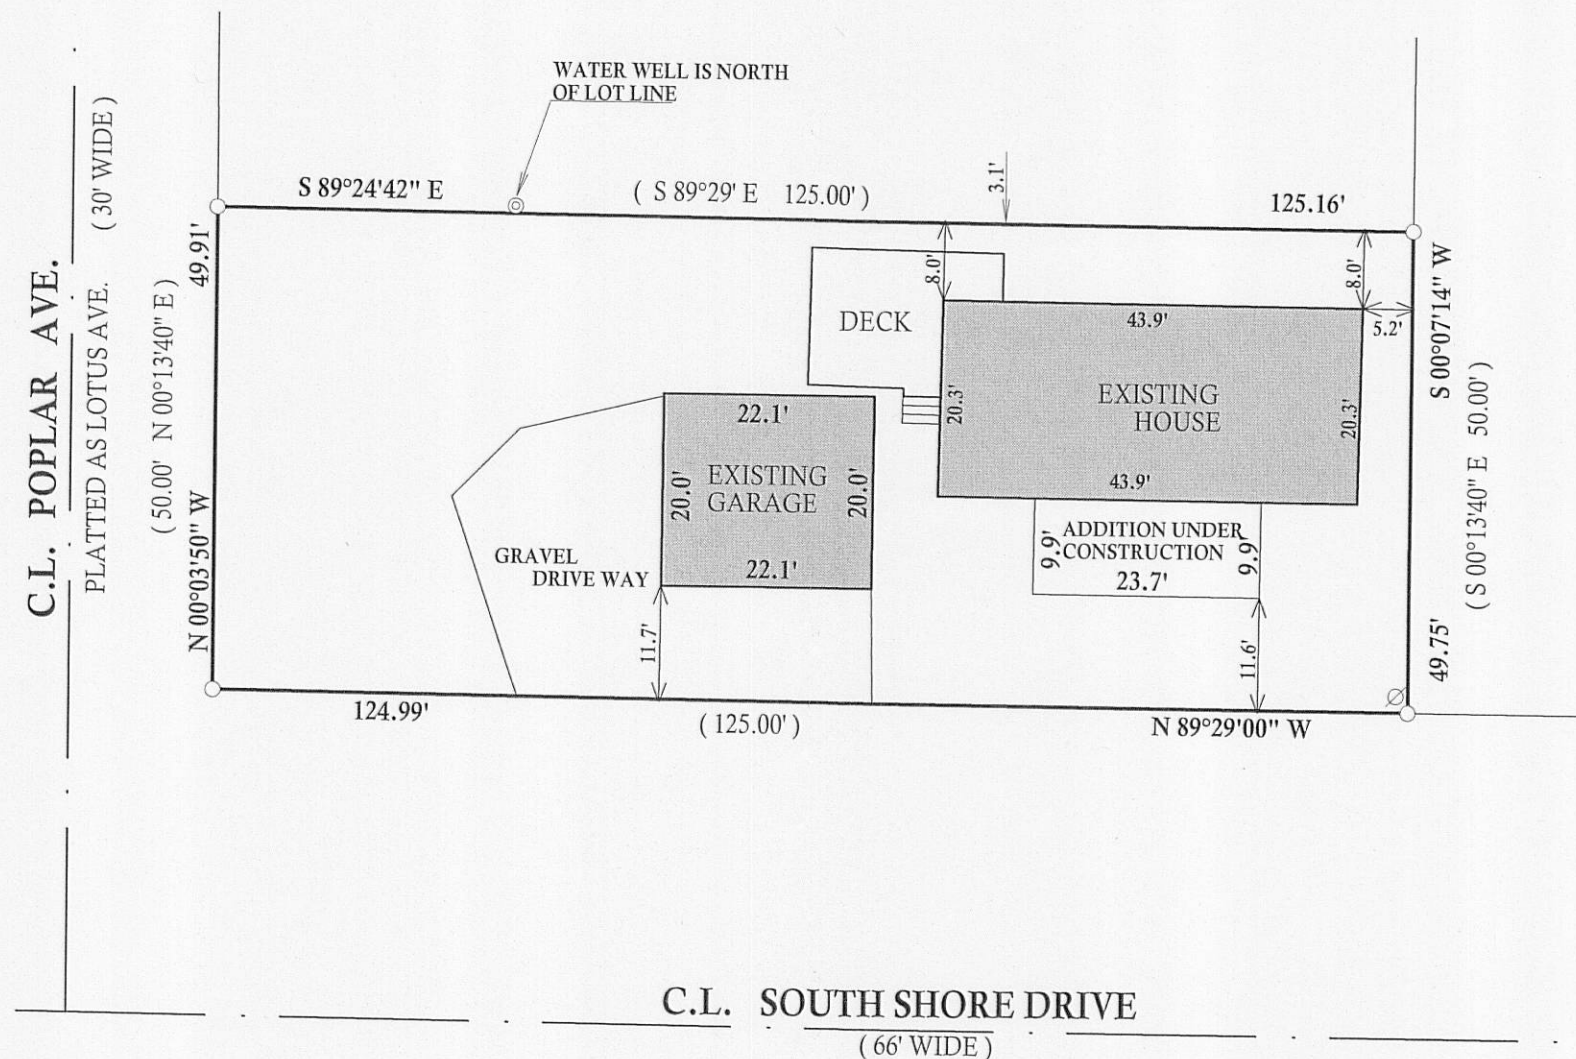 WATER WELL IS NORTH
OF LOT LINE
S 89°24'42" E
( S 89°29' E 125.00' )
3.1'
125.16'
C.L. POPLAR AVE.
PLATTED AS LOTUS AVE. ( 30' WIDE )
( 50.00' N 00°13'40" E )
N 00°03'50" W
49.91'
8.0'
8.0'
5.2'
S 00°07'14" W
49.75'
( S 00°13'40" E 50.00' )
DECK
43.9'
20.3'
EXISTING
HOUSE
20.3'
43.9'
22.1'
20.0'
EXISTING
GARAGE
20.0'
22.1'
GRAVEL
DRIVE WAY
9.9'
ADDITION UNDER
CONSTRUCTION
23.7'
9.9'
11.7'
11.6'
124.99'
( 125.00' )
N 89°29'00" W
C.L. SOUTH SHORE DRIVE
( 66' WIDE )